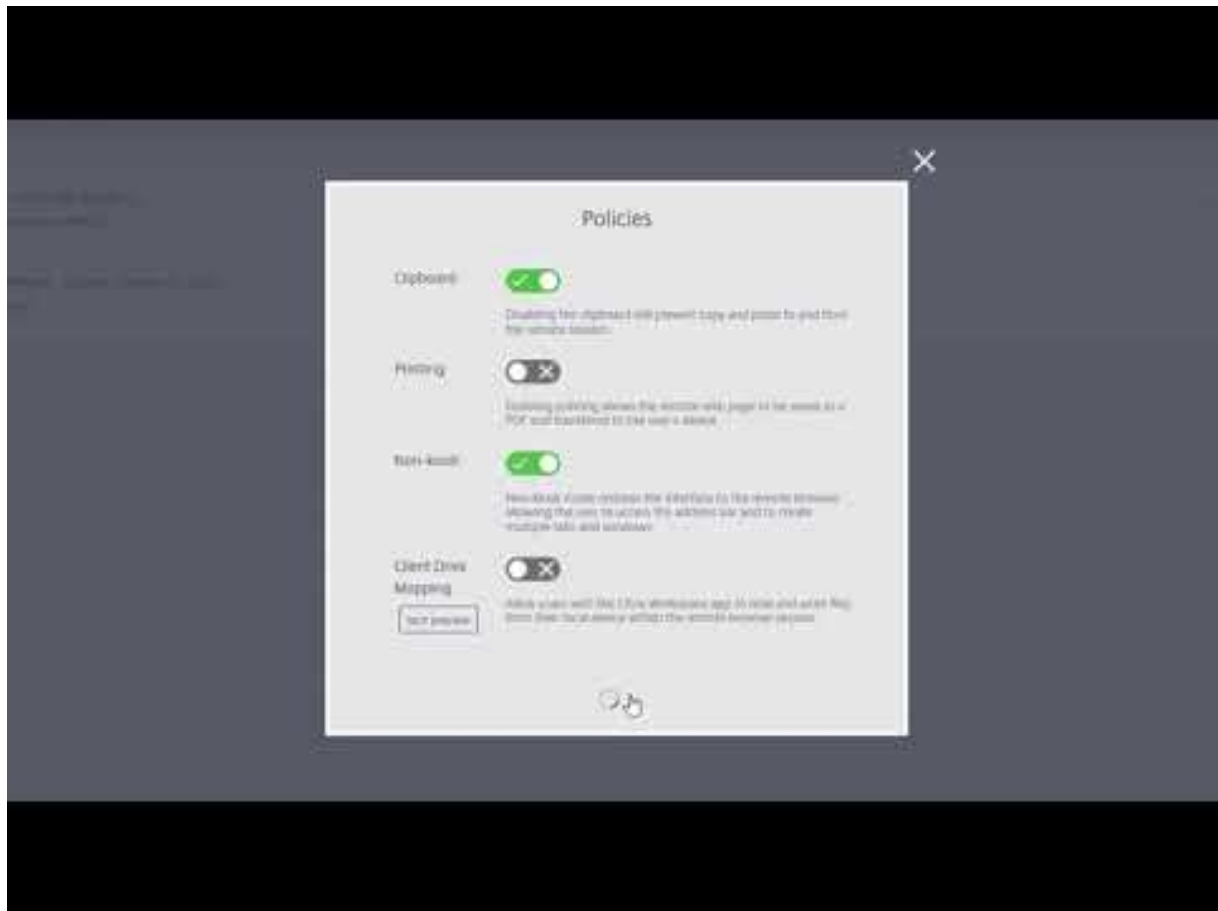 Policies
Clipboard
Disabling the clipboard will prevent copy and paste to and from
the remote session.
Printing
Enabling printing allows the remote web page to be saved as a
PDF and transferred to the user's device.
Non-kiosk
Non-kiosk mode restores the interface to the remote browser
allowing the user to access the address bar and to create
multiple tabs and windows.
Client Drive
Mapping
Allow users with the Citrix Workspace app to read and write files
from their local device within the remote browser session.
TECH PREVIEW